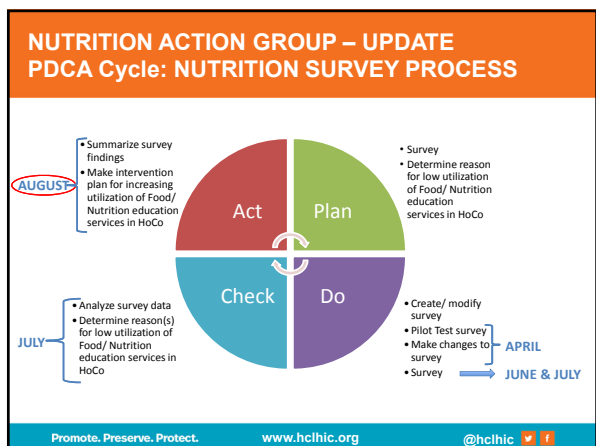 NUTRITION ACTION GROUP – UPDATE
PDCA Cycle: NUTRITION SURVEY PROCESS
AUGUST
• Summarize survey
findings
• Make intervention
plan for increasing
utilization of Food/
Nutrition education
services in HoCo
Act
Plan
• Survey
• Determine reason
for low utilization
of Food/ Nutrition
education
services in HoCo
JULY
• Analyze survey data
• Determine reason(s)
for low utilization of
Food/ Nutrition
education services in
HoCo
Check
Do
• Create/ modify
survey
• Pilot Test survey
• Make changes to
survey
• Survey
APRIL
JUNE & JULY
Promote. Preserve. Protect.
www.hclhic.org
@hclhic